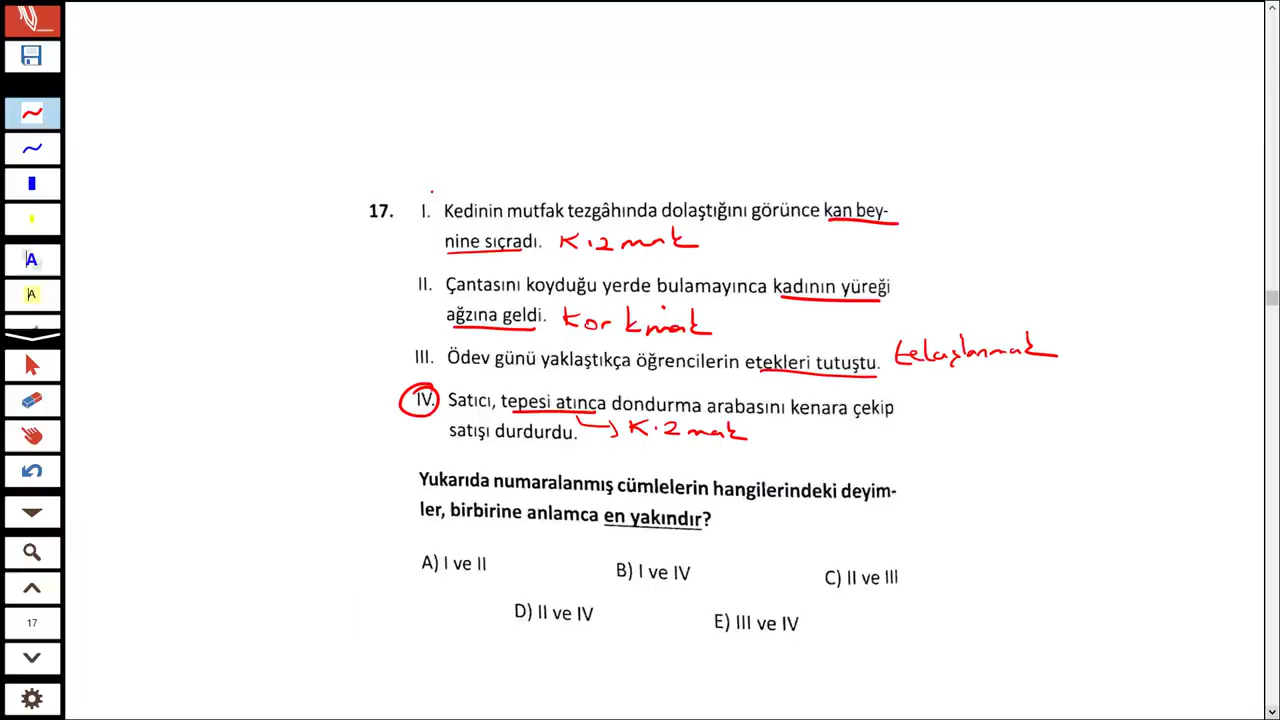 17. I. Kedinin mutfak tezgâhında dolaştığını görünce kan bey-
nine sıçradı. Kızmak
II. Çantasını koyduğu yerde bulamayınca kadının yüreği
ağzına geldi. Korkmak
III. Ödev günü yaklaştıkça öğrencilerin etekleri tutuştu. telaşlanmak
IV. Satıcı, tepesi atınca dondurma arabasını kenara çekip
satışı durdurdu. Kızmak
Yukarıda numaralanmış cümlelerin hangilerindeki deyim-
ler, birbirine anlamca en yakındır?
A) I ve II
B) I ve IV
C) II ve III
D) II ve IV
E) III ve IV
A
A
17